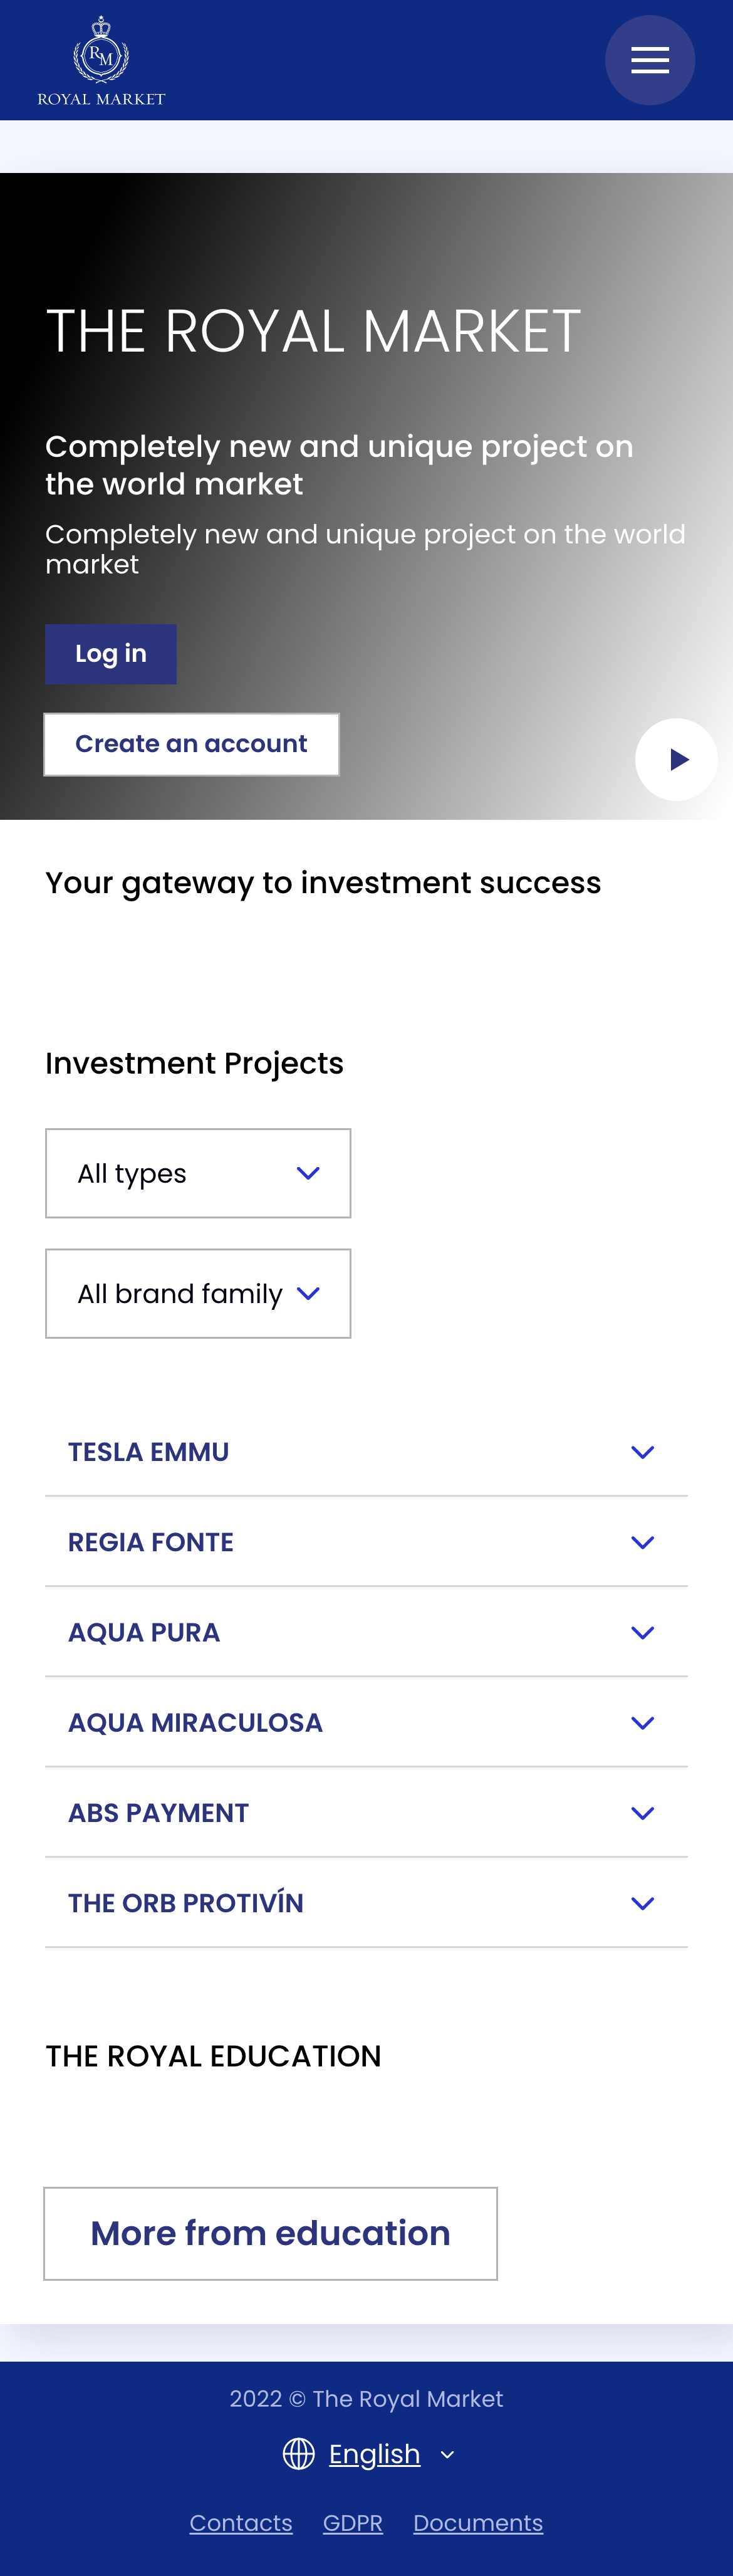 RM
ROYAL MARKET
THE ROYAL MARKET
Completely new and unique project on
the world market
Completely new and unique project on the world
market
Log in
Create an account
Your gateway to investment success
Investment Projects
All types
All brand family
TESLA EMMU
REGIA FONTE
AQUA PURA
AQUA MIRACULOSA
ABS PAYMENT
THE ORB PROTIVÍN
THE ROYAL EDUCATION
More from education
2022 © The Royal Market
English
Contacts GDPR Documents